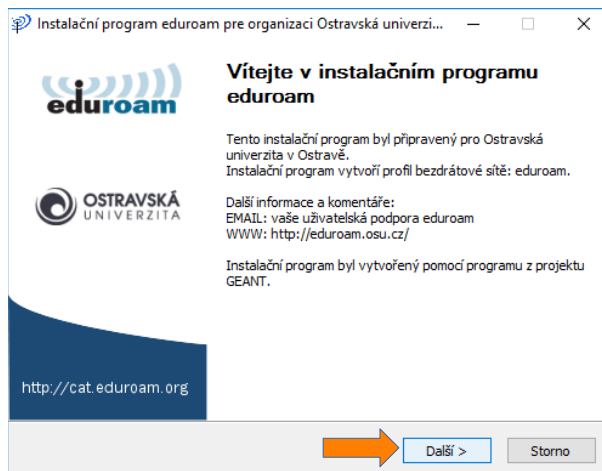 Instalační program eduroam pre organizaci Ostravská univerzi...
eduroam
Vítejte v instalačním programu
eduroam
Tento instalační program byl připravený pro Ostravská
univerzita v Ostravě.
Instalační program vytvoří profil bezdrátové sítě: eduroam.
OSTRAVSKÁ
UNIVERZITA
Další informace a komentáře:
EMAIL: vaše uživatelská podpora eduroam
WWW: http://eduroam.osu.cz/
Instalační program byl vytvořený pomocí programu z projektu
GEANT.
http://cat.eduroam.org
Další >
Storno